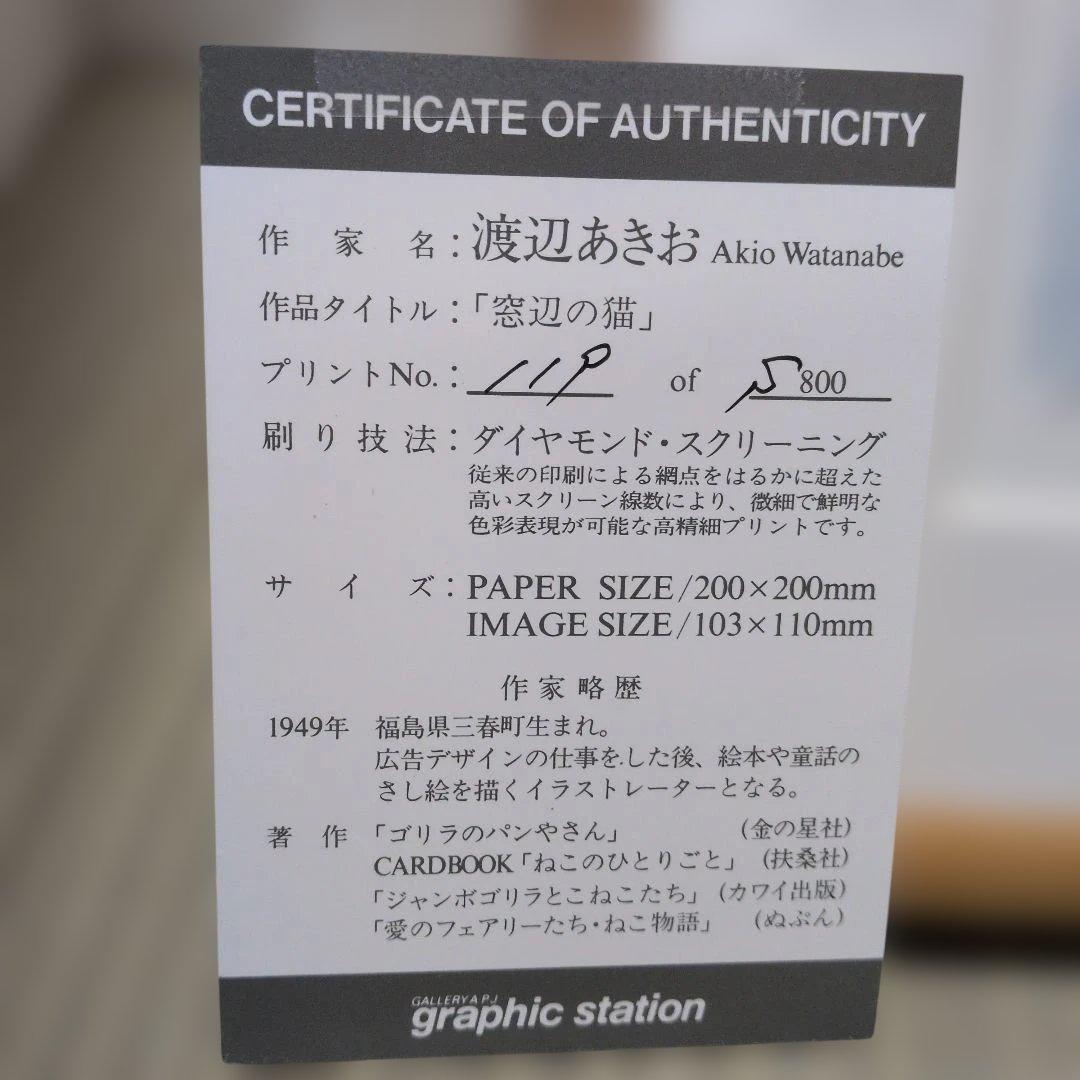 CERTIFICATE OF AUTHENTICITY
作家名：渡辺あきお Akio Watanabe
作品タイトル：「窓辺の猫」
プリントNo.： 119 of 5800
刷り技法：ダイヤモンド・スクリーニング
従来の印刷による網点をはるかに超えた
高いスクリーン線数により、微細で鮮明な
色彩表現が可能な高精細プリントです。
サイズ：PAPER SIZE/200×200mm
IMAGE SIZE/103×110mm
作家略歴
1949年 福島県三春町生まれ。
広告デザインの仕事をした後、絵本や童話の
さし絵を描くイラストレーターとなる。
著作 「ゴリラのパンやさん」 （金の星社）
CARDBOOK「ねこのひとりごと」 （扶桑社）
「ジャンボゴリラとこねこたち」（カワイ出版）
「愛のフェアリーたち・ねこ物語」 （ぬぷん）
GALLERY A P J
graphic station